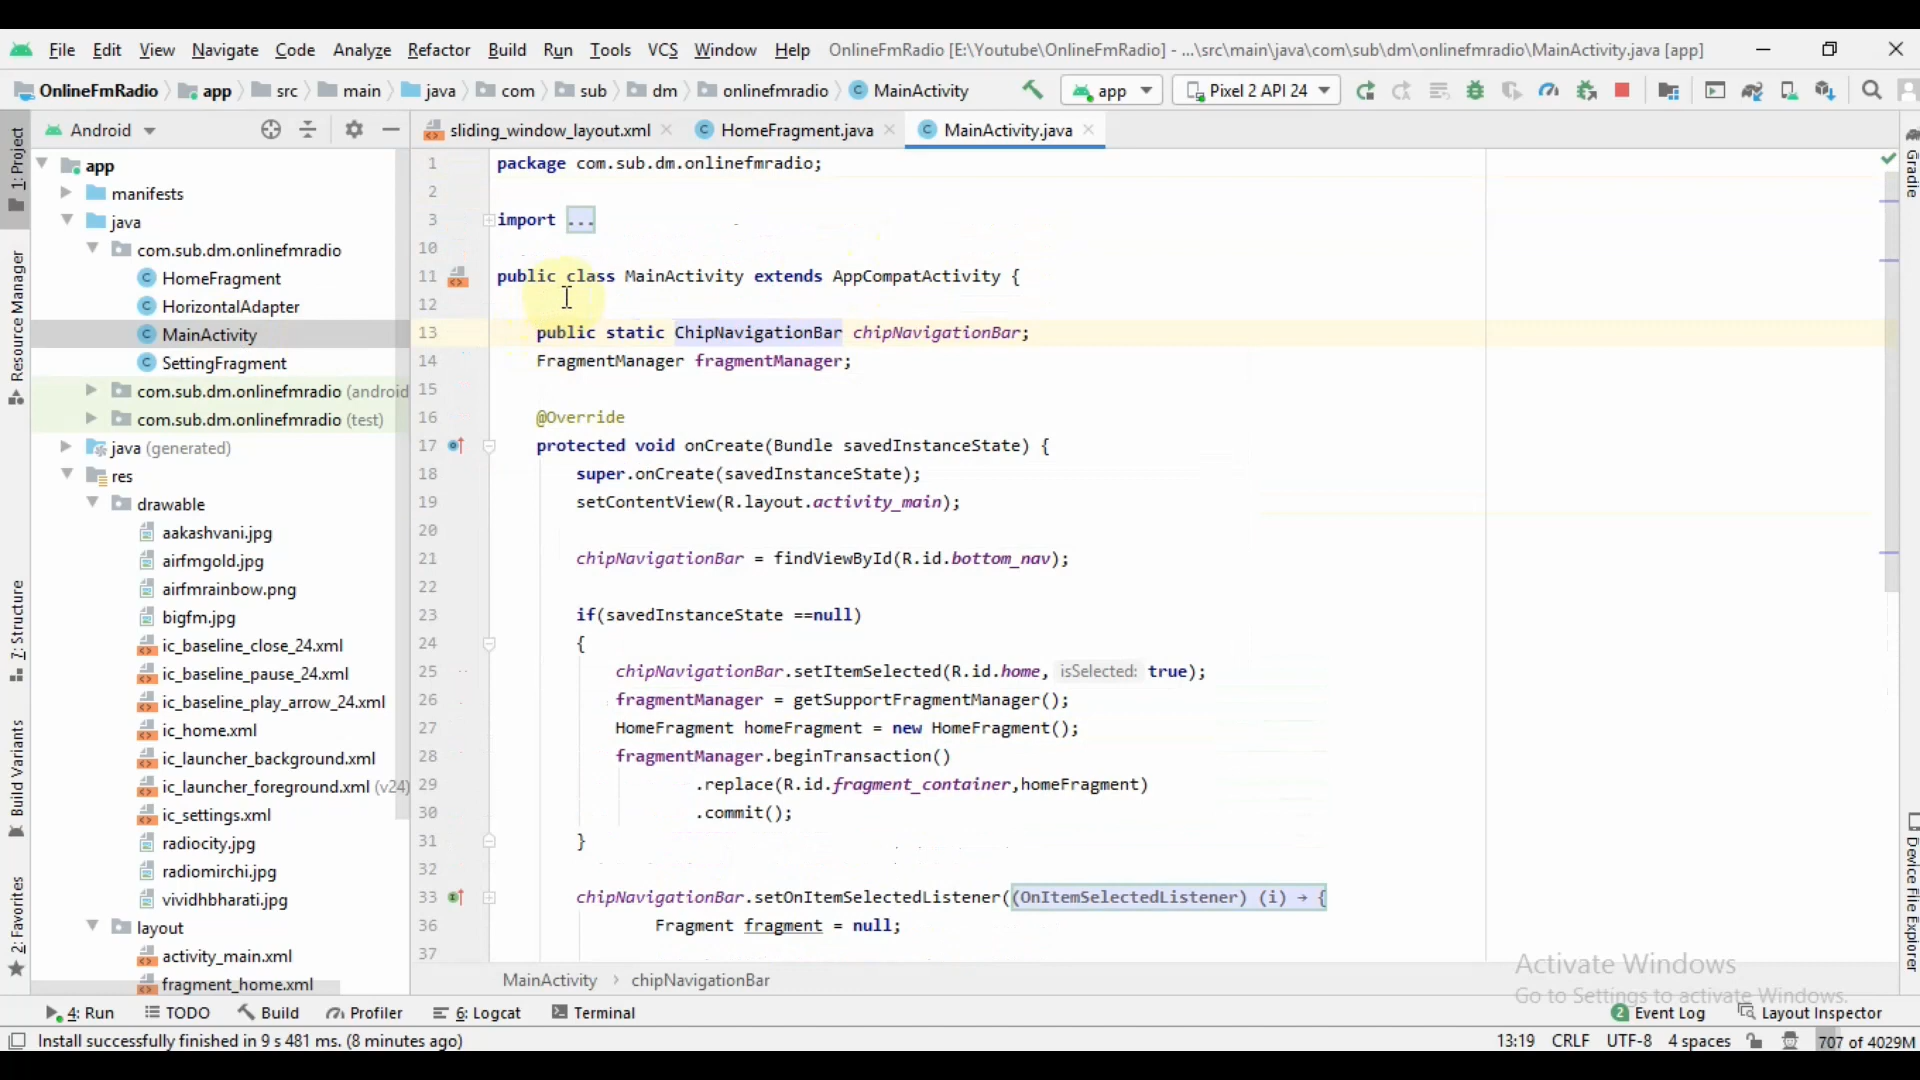 File Edit View Navigate Code Analyze Refactor Build Run Tools VCS Window Help OnlineFmRadio [E:\Youtube\OnlineFmRadio] - ...\src\main\java\com\sub\dm\onlinefmradio\MainActivity.java [app]
OnlineFmRadio app src main java com sub dm onlinefmradio MainActivity app Pixel 2 API 24
Android sliding_window_layout.xml HomeFragment.java MainActivity.java
1: Project
Resource Manager
7: Structure
Build Variants
2: Favorites
app
manifests
java
com.sub.dm.onlinefmradio
HomeFragment
HorizontalAdapter
MainActivity
SettingFragment
com.sub.dm.onlinefmradio (android
com.sub.dm.onlinefmradio (test)
java (generated)
res
drawable
aakashvani.jpg
airfmgold.jpg
airfmrainbow.png
bigfm.jpg
ic_baseline_close_24.xml
ic_baseline_pause_24.xml
ic_baseline_play_arrow_24.xml
ic_home.xml
ic_launcher_background.xml
ic_launcher_foreground.xml (v24)
ic_settings.xml
radiocity.jpg
radiomirchi.jpg
vividhbharati.jpg
layout
activity_main.xml
fragment_home.xml
1 package com.sub.dm.onlinefmradio;
2
3 import ...
10
11 public class MainActivity extends AppCompatActivity {
12
13 public static ChipNavigationBar chipNavigationBar;
14 FragmentManager fragmentManager;
15
16 @Override
17 protected void onCreate(Bundle savedInstanceState) {
18 super.onCreate(savedInstanceState);
19 setContentView(R.layout.activity_main);
20
21 chipNavigationBar = findViewById(R.id.bottom_nav);
22
23 if(savedInstanceState ==null)
24 {
25 chipNavigationBar.setItemSelected(R.id.home, isSelected: true);
26 fragmentManager = getSupportFragmentManager();
27 HomeFragment homeFragment = new HomeFragment();
28 fragmentManager.beginTransaction()
29 .replace(R.id.fragment_container,homeFragment)
30 .commit();
31 }
32
33 chipNavigationBar.setOnItemSelectedListener((OnItemSelectedListener) (i) → {
36 Fragment fragment = null;
37
MainActivity › chipNavigationBar
Gradle
Device File Explorer
Activate Windows
Go to Settings to activate Windows.
4: Run TODO Build Profiler 6: Logcat Terminal 2 Event Log Layout Inspector
Install successfully finished in 9 s 481 ms. (8 minutes ago) 13:19 CRLF UTF-8 4 spaces 707 of 4029M